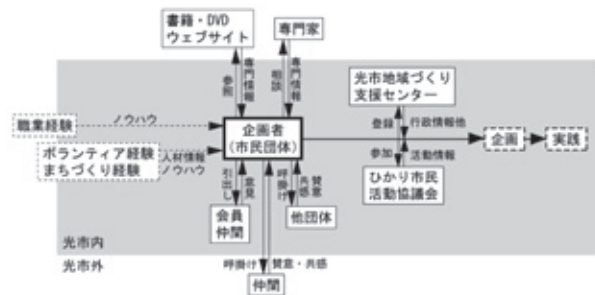 書籍・DVD
ウェブサイト
専門家
参照
専門情報
相談
専門情報
光市地域づくり
支援センター
職業経験
ノウハウ
企画者
(市民団体)
登録
行政情報他
企画
実践
ボランティア経験
まちづくり経験
人材情報
ノウハウ
参加
活動情報
ひかり市民
活動協議会
引出し
意見
呼掛け
共感
賛意
会員
仲間
他団体
光市内
光市外
呼掛け
賛意・共感
仲間